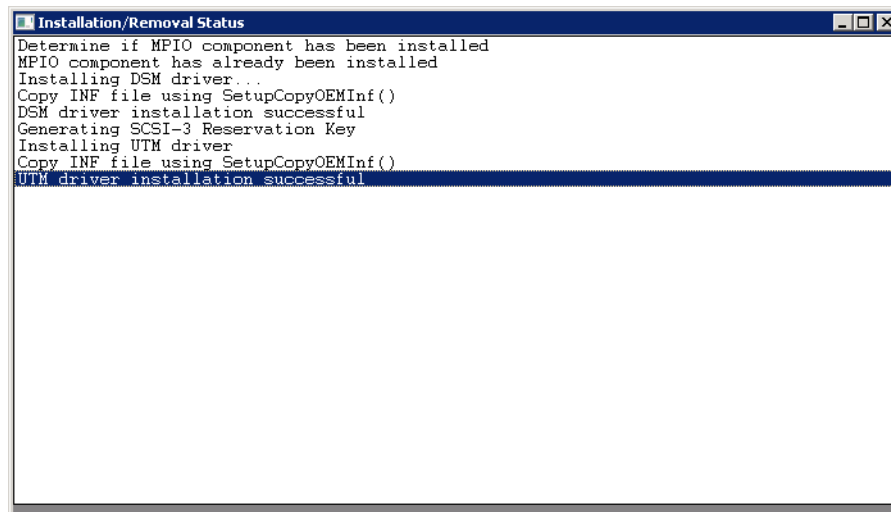 Installation/Removal Status
Determine if MPIO component has been installed
MPIO component has already been installed
Installing DSM driver...
Copy INF file using SetupCopyOEMInf()
DSM driver installation successful
Generating SCSI-3 Reservation Key
Installing UTM driver
Copy INF file using SetupCopyOEMInf()
UTM driver installation successful